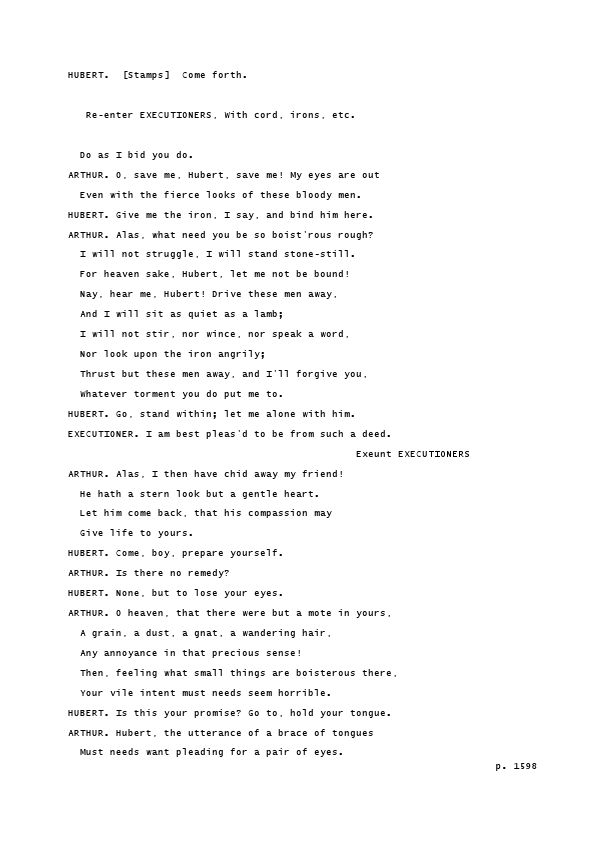 HUBERT.  [Stamps]  Come forth.
Re-enter EXECUTIONERS, With cord, irons, etc.
Do as I bid you do.
ARTHUR. O, save me, Hubert, save me! My eyes are out
Even with the fierce looks of these bloody men.
HUBERT. Give me the iron, I say, and bind him here.
ARTHUR. Alas, what need you be so boist'rous rough?
I will not struggle, I will stand stone-still.
For heaven sake, Hubert, let me not be bound!
Nay, hear me, Hubert! Drive these men away,
And I will sit as quiet as a lamb;
I will not stir, nor wince, nor speak a word,
Nor look upon the iron angrily;
Thrust but these men away, and I'll forgive you,
Whatever torment you do put me to.
HUBERT. Go, stand within; let me alone with him.
EXECUTIONER. I am best pleas'd to be from such a deed.
Exeunt EXECUTIONERS
ARTHUR. Alas, I then have chid away my friend!
He hath a stern look but a gentle heart.
Let him come back, that his compassion may
Give life to yours.
HUBERT. Come, boy, prepare yourself.
ARTHUR. Is there no remedy?
HUBERT. None, but to lose your eyes.
ARTHUR. O heaven, that there were but a mote in yours,
A grain, a dust, a gnat, a wandering hair,
Any annoyance in that precious sense!
Then, feeling what small things are boisterous there,
Your vile intent must needs seem horrible.
HUBERT. Is this your promise? Go to, hold your tongue.
ARTHUR. Hubert, the utterance of a brace of tongues
Must needs want pleading for a pair of eyes.
p. 1598